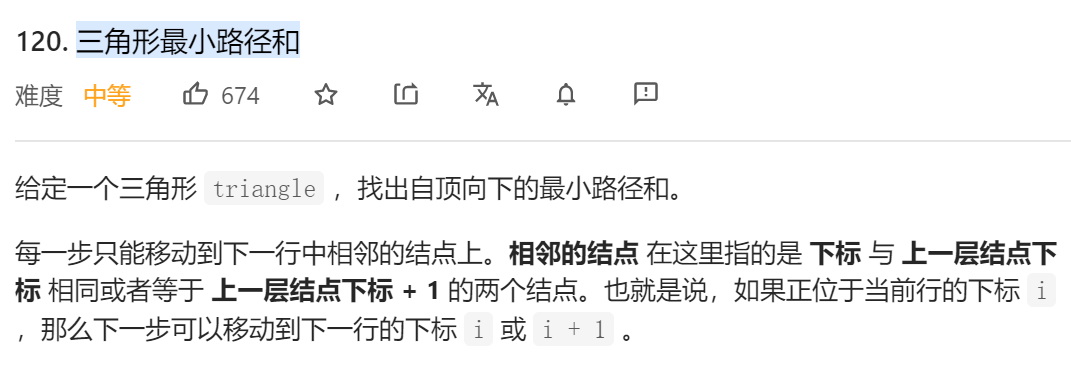 120. 三角形最小路径和
难度 中等 674
给定一个三角形 triangle ，找出自顶向下的最小路径和。
每一步只能移动到下一行中相邻的结点上。相邻的结点 在这里指的是 下标 与 上一层结点下
标 相同或者等于 上一层结点下标 + 1 的两个结点。也就是说，如果正位于当前行的下标 i
，那么下一步可以移动到下一行的下标 i 或 i + 1 。